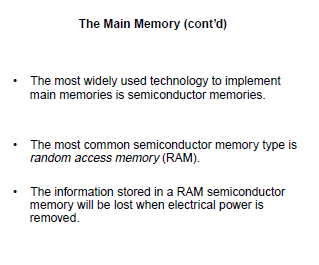 The Main Memory (cont'd)
• The most widely used technology to implement
main memories is semiconductor memories.
• The most common semiconductor memory type is
random access memory (RAM).
• The information stored in a RAM semiconductor
memory will be lost when electrical power is
removed.